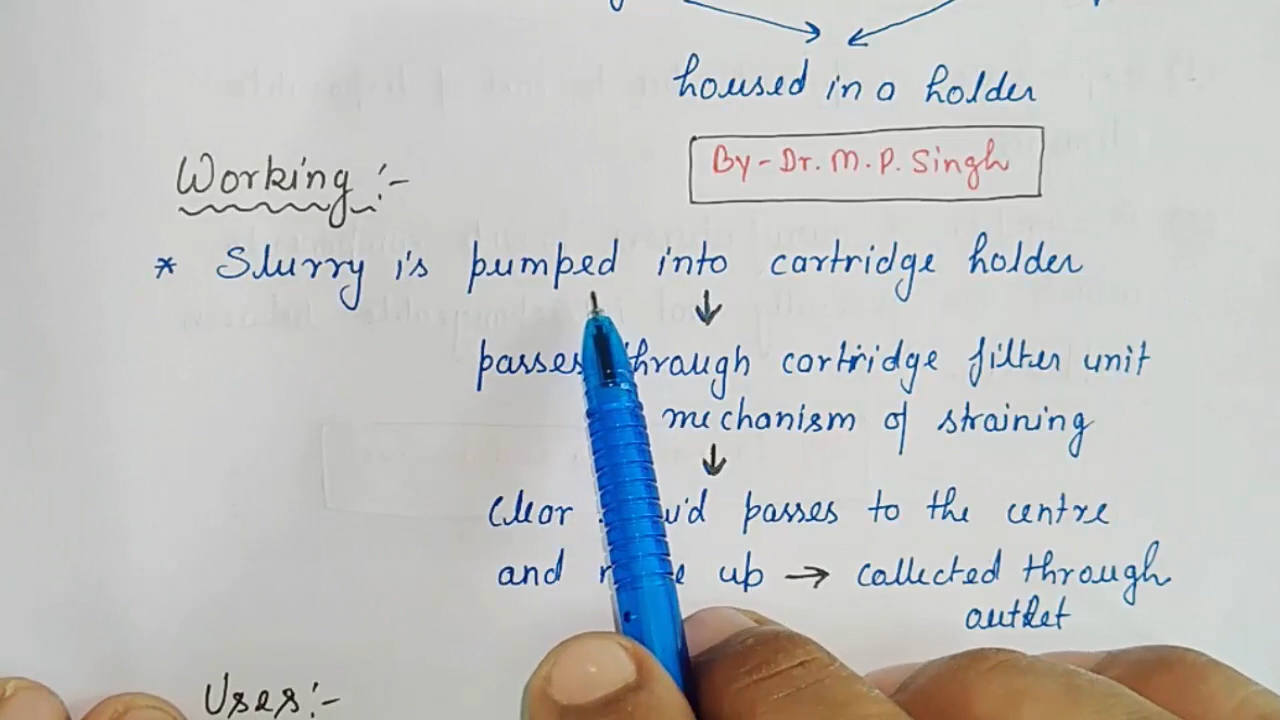 housed in a holder
By - Dr. M. P. Singh
Working :-
* Slurry is pumped into cartridge holder
↓
passes through cartridge filter unit
mechanism of straining
↓
Clear passes to the centre
and up → collected through
outlet
Uses :-